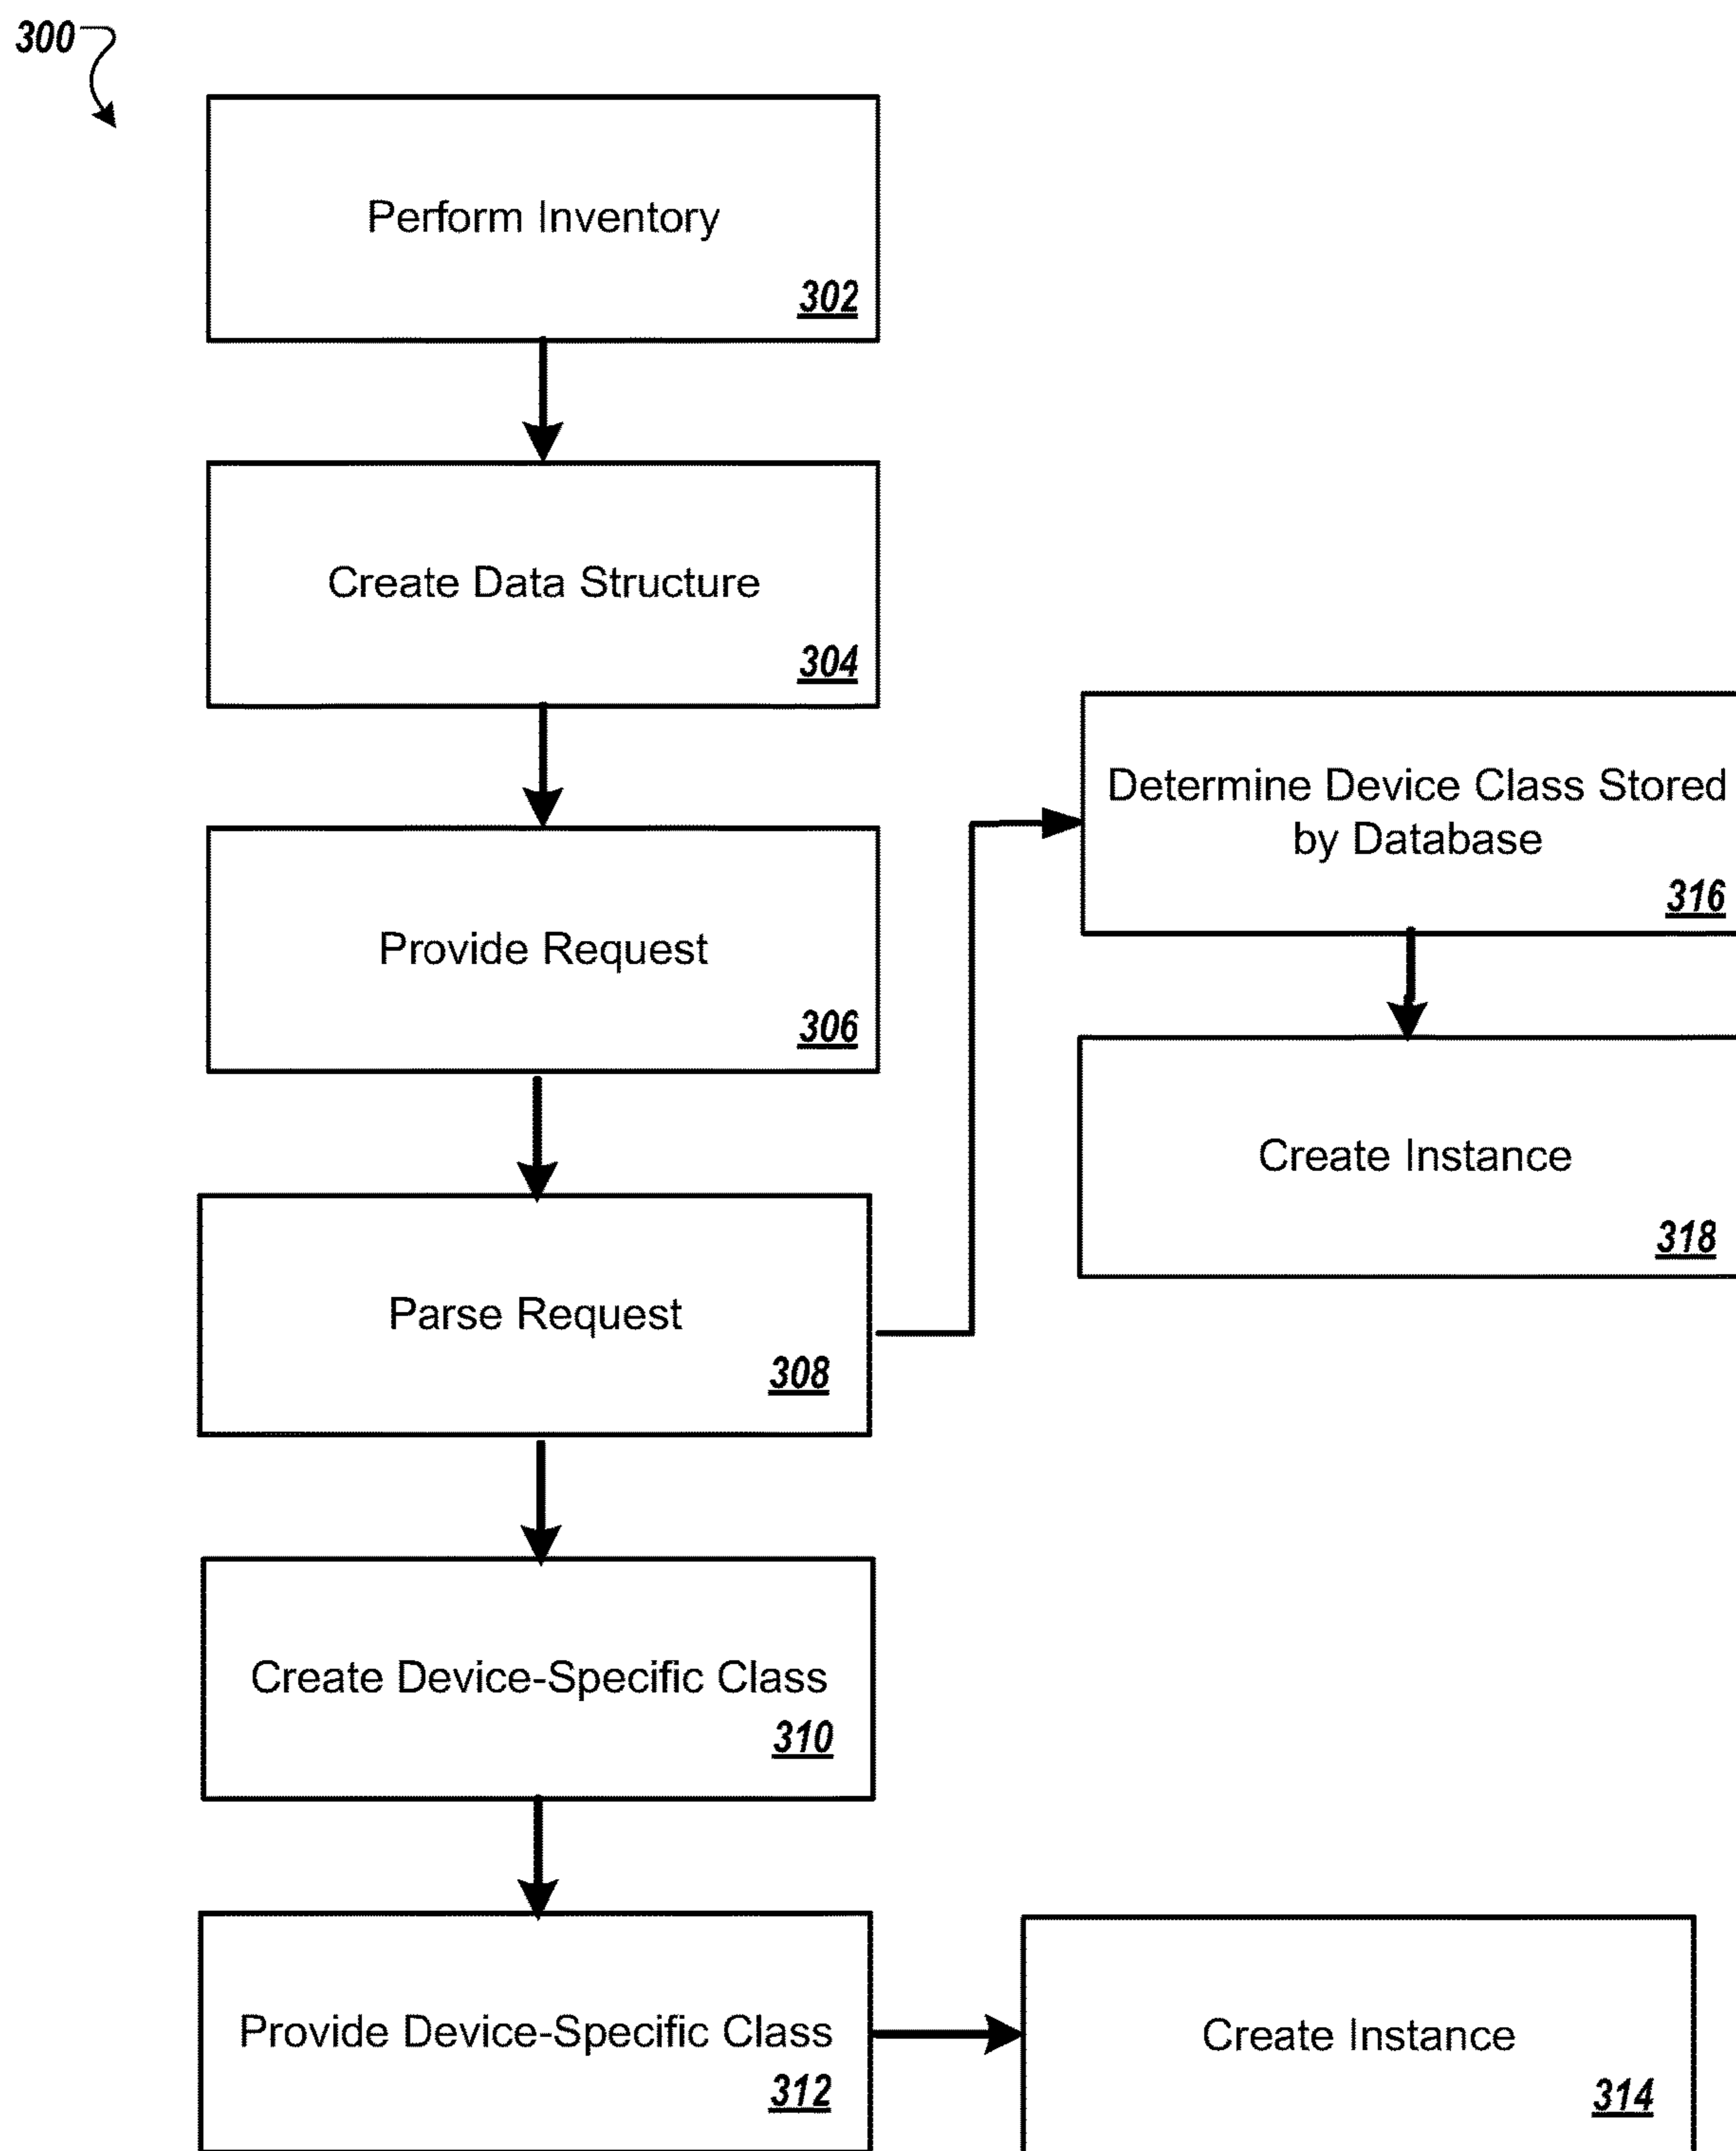 300
Perform Inventory
302
Create Data Structure
304
Provide Request
306
Parse Request
308
Create Device-Specific Class
310
Provide Device-Specific Class
312
Create Instance
314
Determine Device Class Stored
by Database
316
Create Instance
318